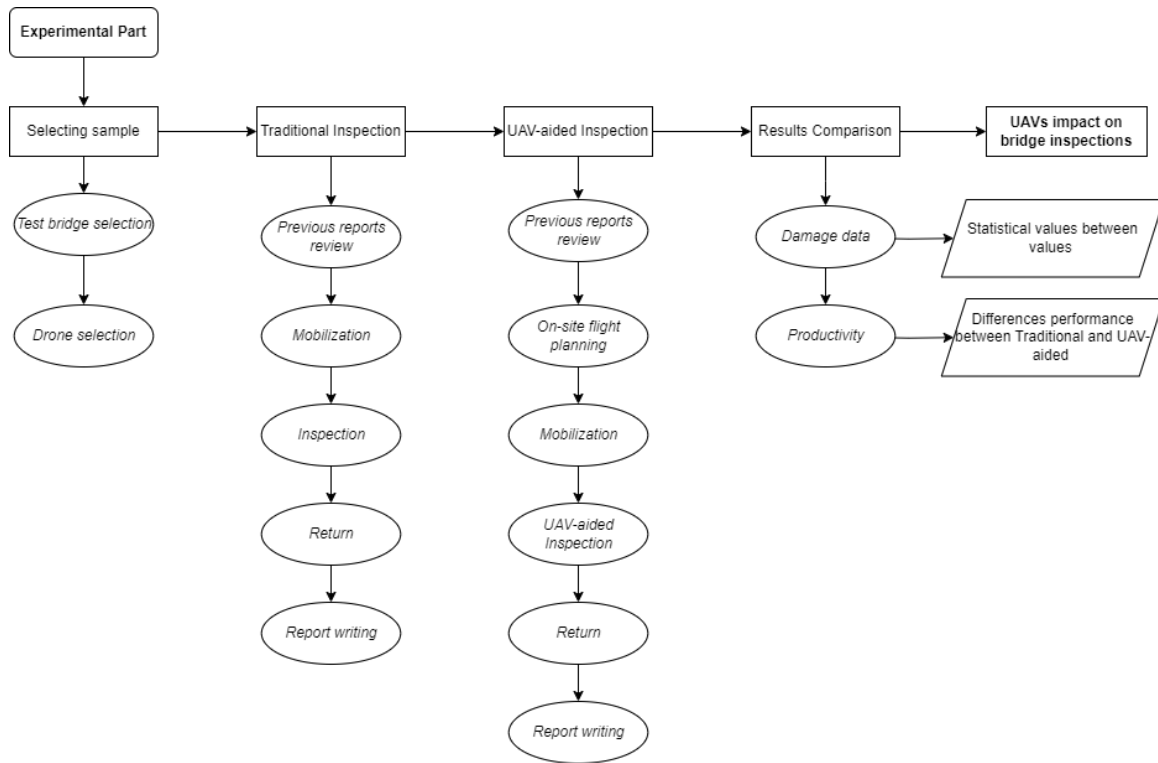 Experimental Part
Selecting sample
Traditional Inspection
UAV-aided Inspection
Results Comparison
UAVs impact on
bridge inspections
Test bridge selection
Drone selection
Previous reports
review
Mobilization
Inspection
Return
Report writing
Previous reports
review
On-site flight
planning
Mobilization
UAV-aided
Inspection
Return
Report writing
Damage data
Statistical values between
values
Productivity
Differences performance
between Traditional and UAV-
aided